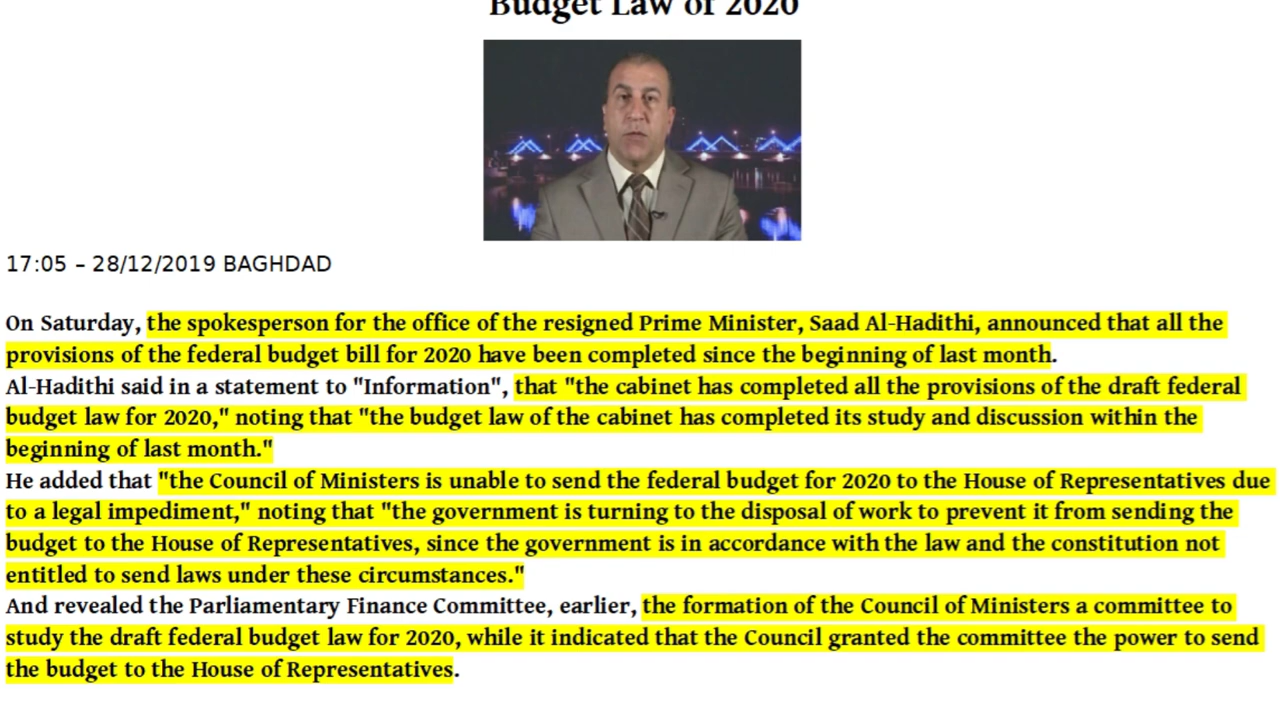 Budget Law of 2020
17:05 – 28/12/2019 BAGHDAD
On Saturday, the spokesperson for the office of the resigned Prime Minister, Saad Al-Hadithi, announced that all the
provisions of the federal budget bill for 2020 have been completed since the beginning of last month.
Al-Hadithi said in a statement to "Information", that "the cabinet has completed all the provisions of the draft federal
budget law for 2020," noting that "the budget law of the cabinet has completed its study and discussion within the
beginning of last month."
He added that "the Council of Ministers is unable to send the federal budget for 2020 to the House of Representatives due
to a legal impediment," noting that "the government is turning to the disposal of work to prevent it from sending the
budget to the House of Representatives, since the government is in accordance with the law and the constitution not
entitled to send laws under these circumstances."
And revealed the Parliamentary Finance Committee, earlier, the formation of the Council of Ministers a committee to
study the draft federal budget law for 2020, while it indicated that the Council granted the committee the power to send
the budget to the House of Representatives.